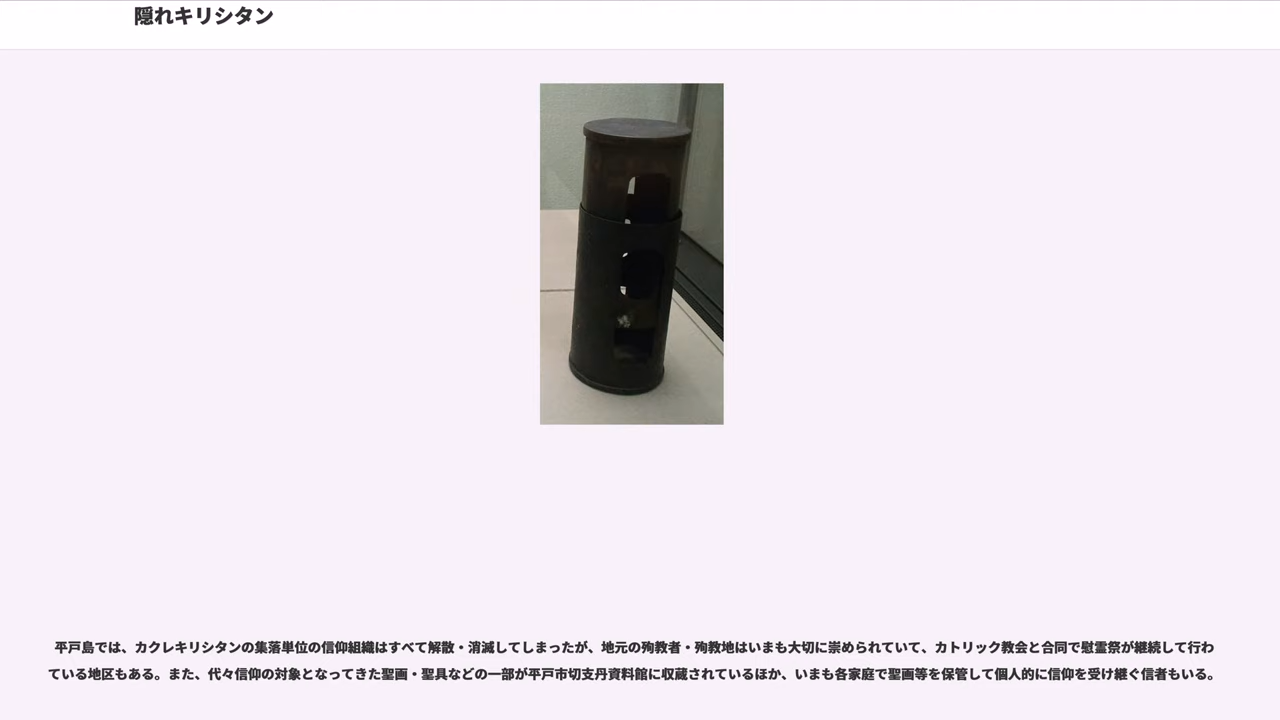 隠れキリシタン
平戸島では、カクレキリシタンの集落単位の信仰組織はすべて解散・消滅してしまったが、地元の殉教者・殉教地はいまも大切に崇められていて、カトリック教会と合同で慰霊祭が継続して行わ
ている地区もある。また、代々信仰の対象となってきた聖画・聖具などの一部が平戸市切支丹資料館に収蔵されているほか、いまも各家庭で聖画等を保管して個人的に信仰を受け継ぐ信者もいる。